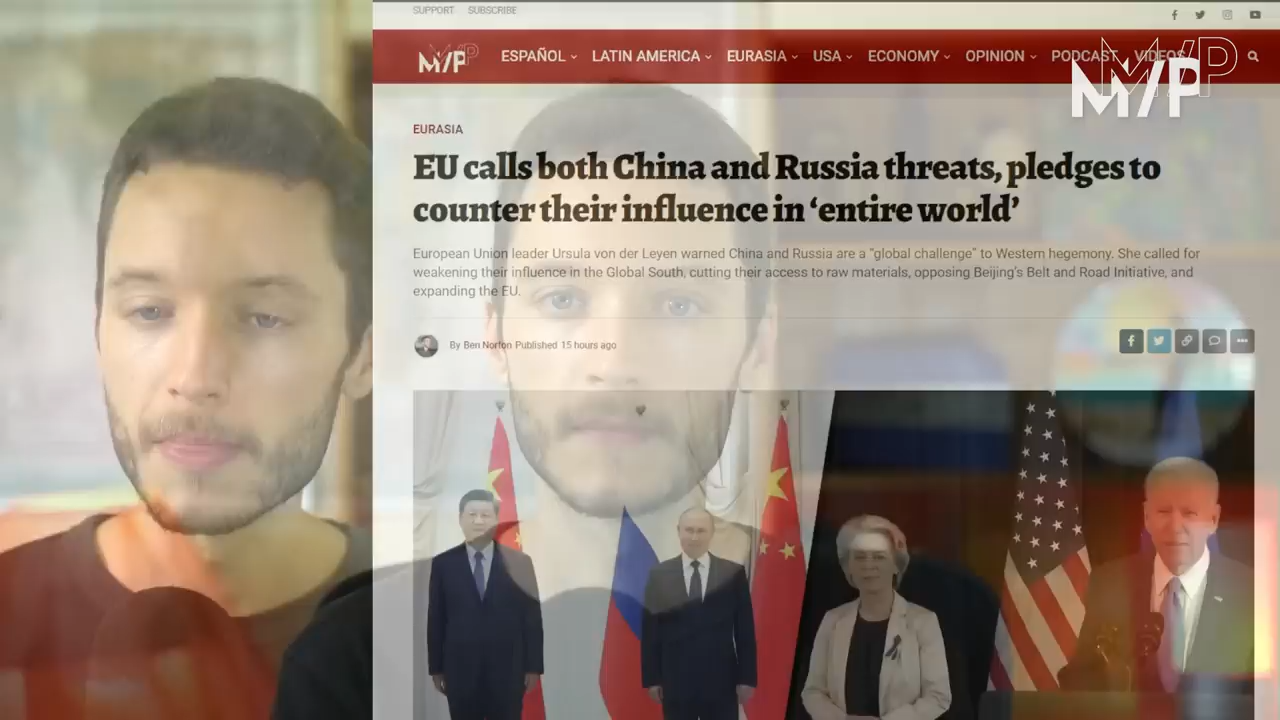 SUPPORT SUBSCRIBE
M/P ESPAÑOL LATIN AMERICA EURASIA USA ECONOMY OPINION PODCAST VIDEOS
M/P
EURASIA
EU calls both China and Russia threats, pledges to
counter their influence in ‘entire world’
European Union leader Ursula von der Leyen warned China and Russia are a "global challenge" to Western hegemony. She called for
weakening their influence in the Global South, cutting their access to raw materials, opposing Beijing's Belt and Road Initiative, and
expanding the EU.
By Ben Norton Published 15 hours ago